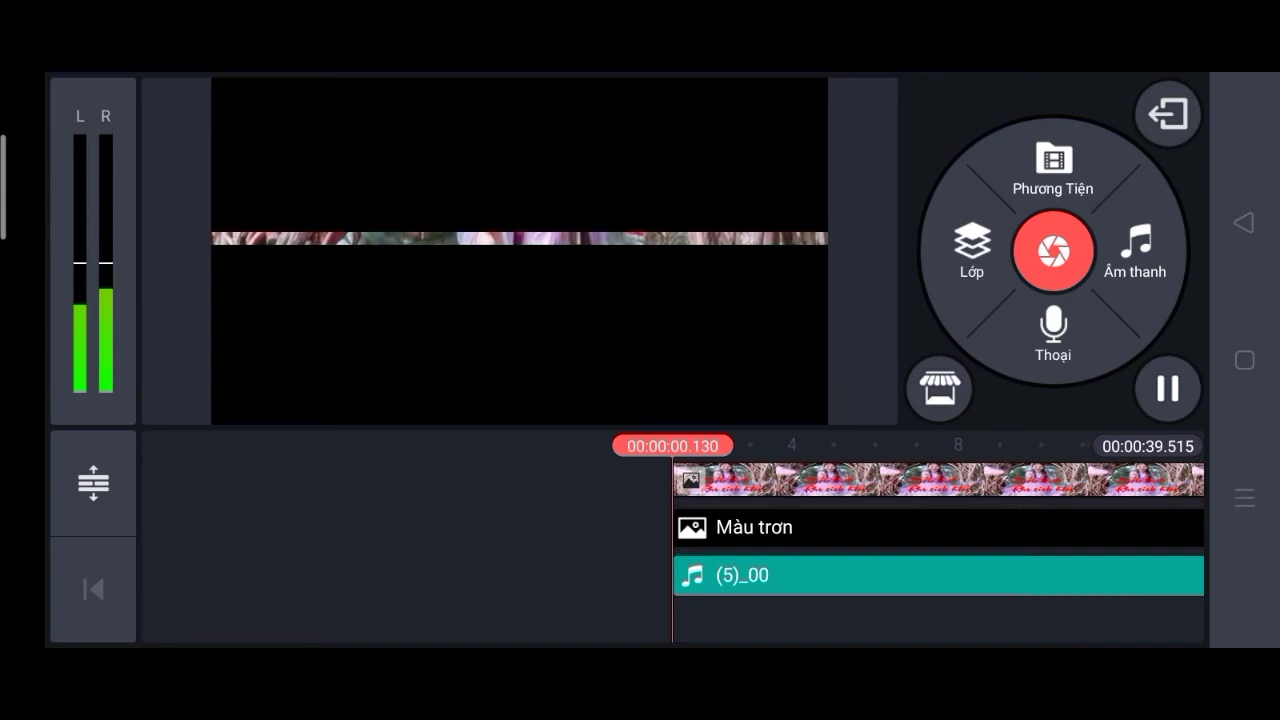 L R
Phương Tiện
Lớp
Âm thanh
Thoại
00:00:00.130
4
8
00:00:39.515
Màu trơn
(5)_00